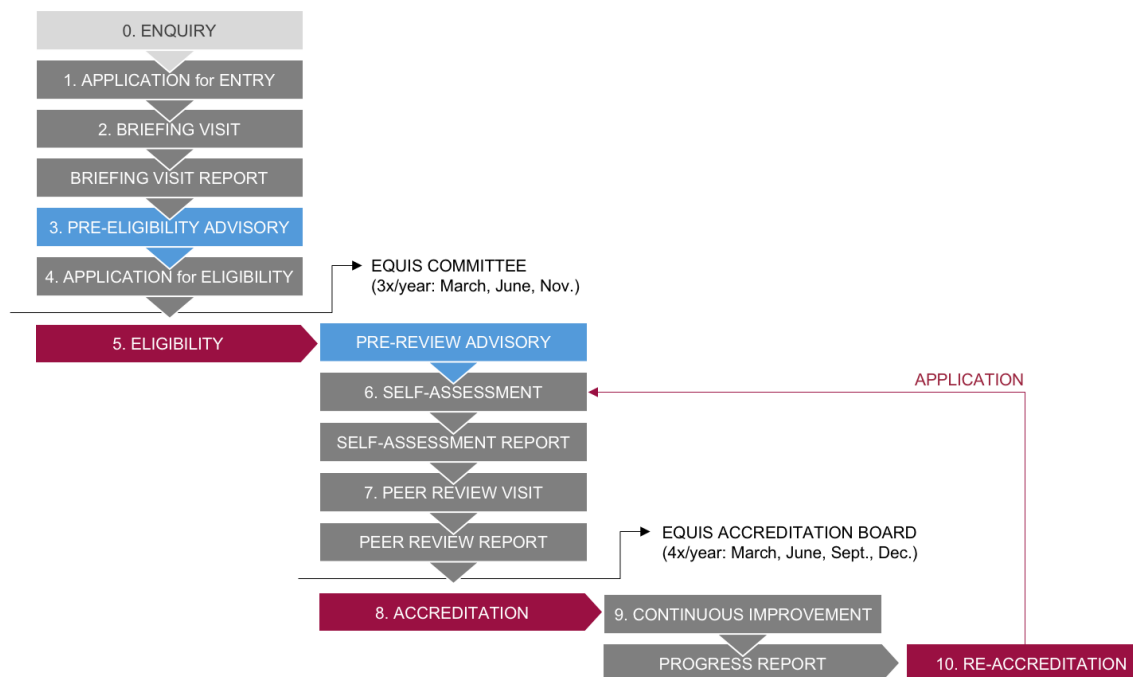 0. ENQUIRY
1. APPLICATION for ENTRY
2. BRIEFING VISIT
BRIEFING VISIT REPORT
3. PRE-ELIGIBILITY ADVISORY
4. APPLICATION for ELIGIBILITY
EQUIS COMMITTEE
(3x/year: March, June, Nov.)
5. ELIGIBILITY
PRE-REVIEW ADVISORY
6. SELF-ASSESSMENT
APPLICATION
SELF-ASSESSMENT REPORT
7. PEER REVIEW VISIT
PEER REVIEW REPORT
EQUIS ACCREDITATION BOARD
(4x/year: March, June, Sept., Dec.)
8. ACCREDITATION
9. CONTINUOUS IMPROVEMENT
PROGRESS REPORT
10. RE-ACCREDITATION